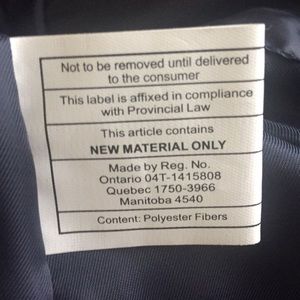 Not to be removed until delivered
to the consumer
This label is affixed in compliance
with Provincial Law
This article contains
NEW MATERIAL ONLY
Made by Reg. No.
Ontario 04T-1415808
Quebec 1750-3966
Manitoba 4540
Content: Polyester Fibers